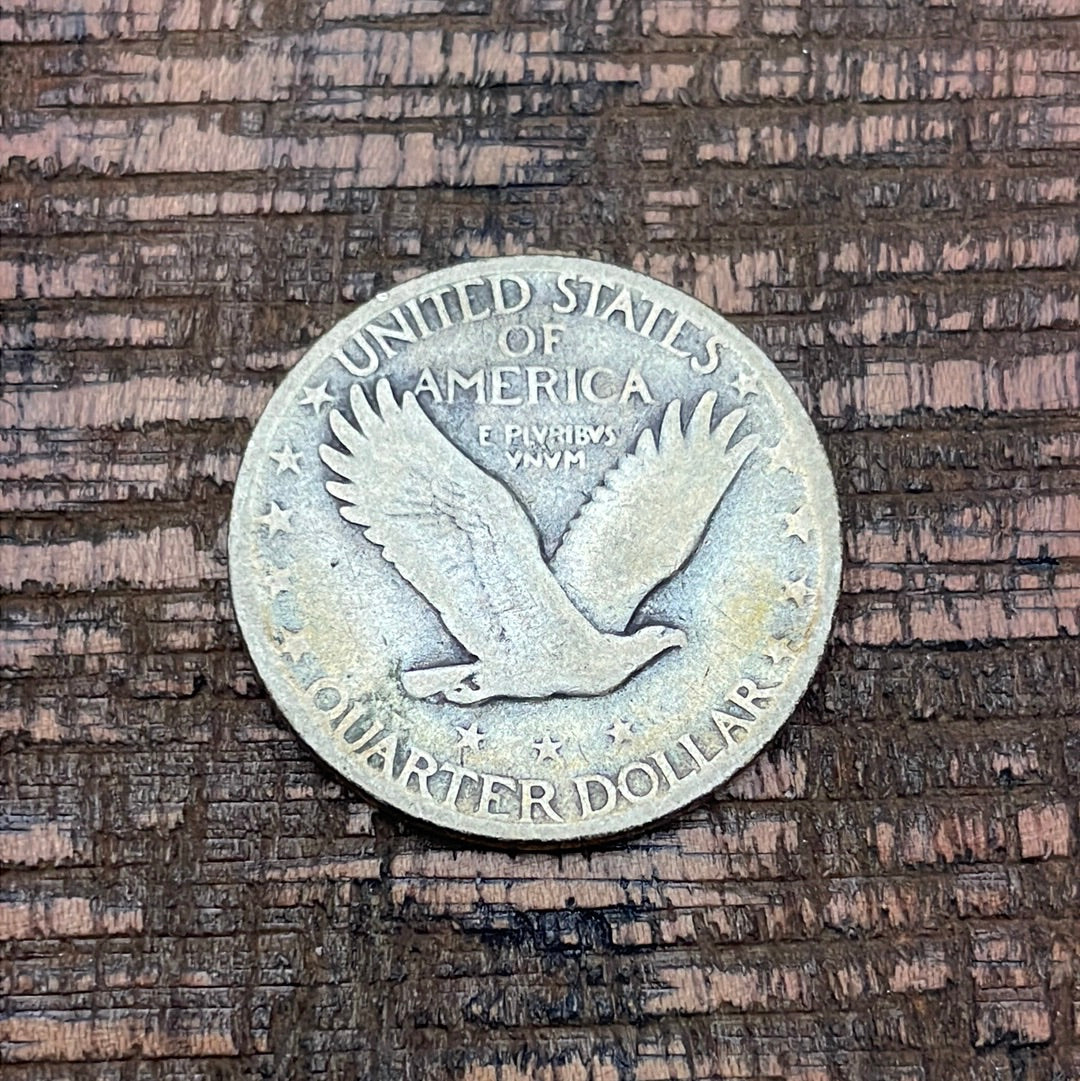 UNITED STATES
OF
AMERICA
E PLVRIBVS
VNVM
QUARTER DOLLAR